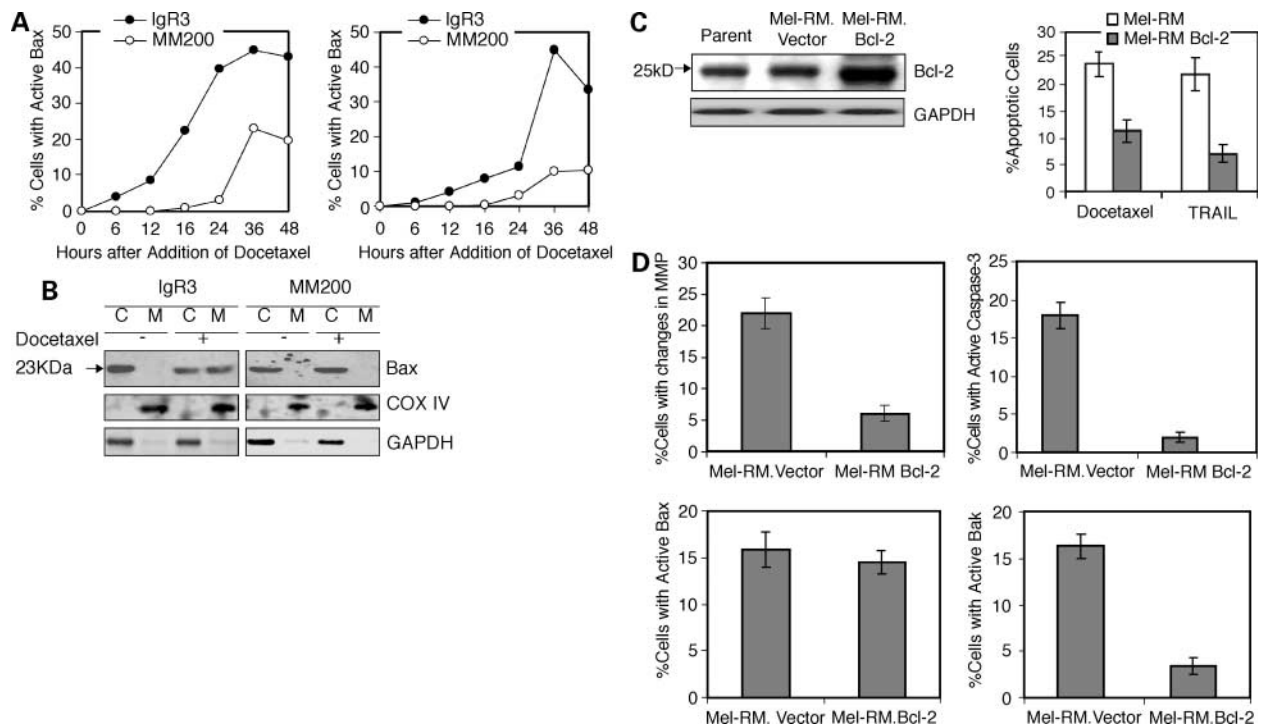 A
IgR3
MM200
% Cells with Active Bax
50
40
30
20
10
0
0 6 12 16 24 36 48
Hours after Addition of Docetaxel
IgR3
MM200
% Cells with Active Bax
50
40
30
20
10
0
0 6 12 16 24 36 48
Hours after Addition of Docetaxel
B
IgR3 MM200
C M C M C M C M
Docetaxel - + - +
23KDa Bax
COX IV
GAPDH
C
Parent Mel-RM. Vector Mel-RM. Bcl-2
25kD Bcl-2
GAPDH
Mel-RM
Mel-RM Bcl-2
%Apoptotic Cells
30
25
20
15
10
5
0
Docetaxel TRAIL
D
%Cells with changes in MMP
30
25
20
15
10
5
0
Mel-RM.Vector Mel-RM Bcl-2
%Cells with Active Caspase-3
25
20
15
10
5
0
Mel-RM.Vector Mel-RM Bcl-2
%Cells with Active Bax
20
15
10
5
0
Mel-RM. Vector Mel-RM.Bcl-2
%Cells with Active Bak
20
15
10
5
0
Mel-RM.Vector Mel-RM.Bcl-2